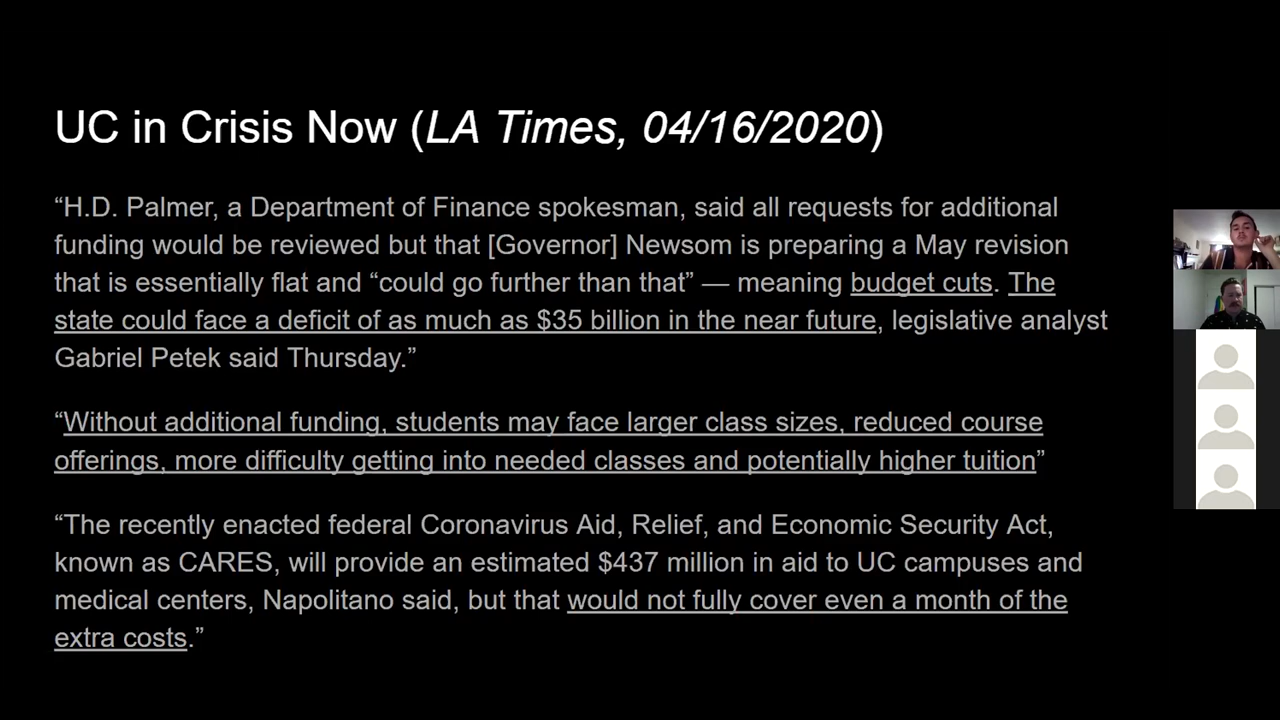 UC in Crisis Now (LA Times, 04/16/2020)
“H.D. Palmer, a Department of Finance spokesman, said all requests for additional
funding would be reviewed but that [Governor] Newsom is preparing a May revision
that is essentially flat and “could go further than that” — meaning budget cuts. The
state could face a deficit of as much as $35 billion in the near future, legislative analyst
Gabriel Petek said Thursday.”
“Without additional funding, students may face larger class sizes, reduced course
offerings, more difficulty getting into needed classes and potentially higher tuition”
“The recently enacted federal Coronavirus Aid, Relief, and Economic Security Act,
known as CARES, will provide an estimated $437 million in aid to UC campuses and
medical centers, Napolitano said, but that would not fully cover even a month of the
extra costs.”